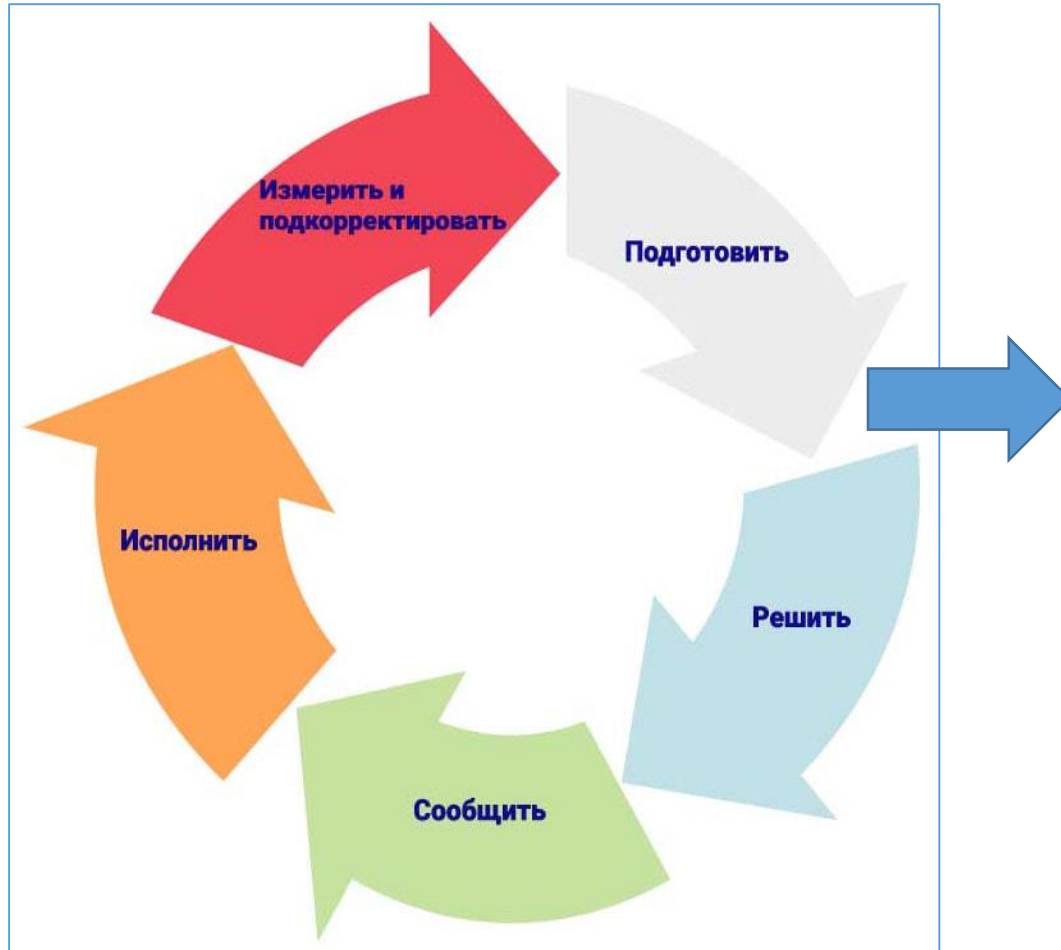 Измерить и
подкорректировать
Подготовить
Решить
Сообщить
Исполнить